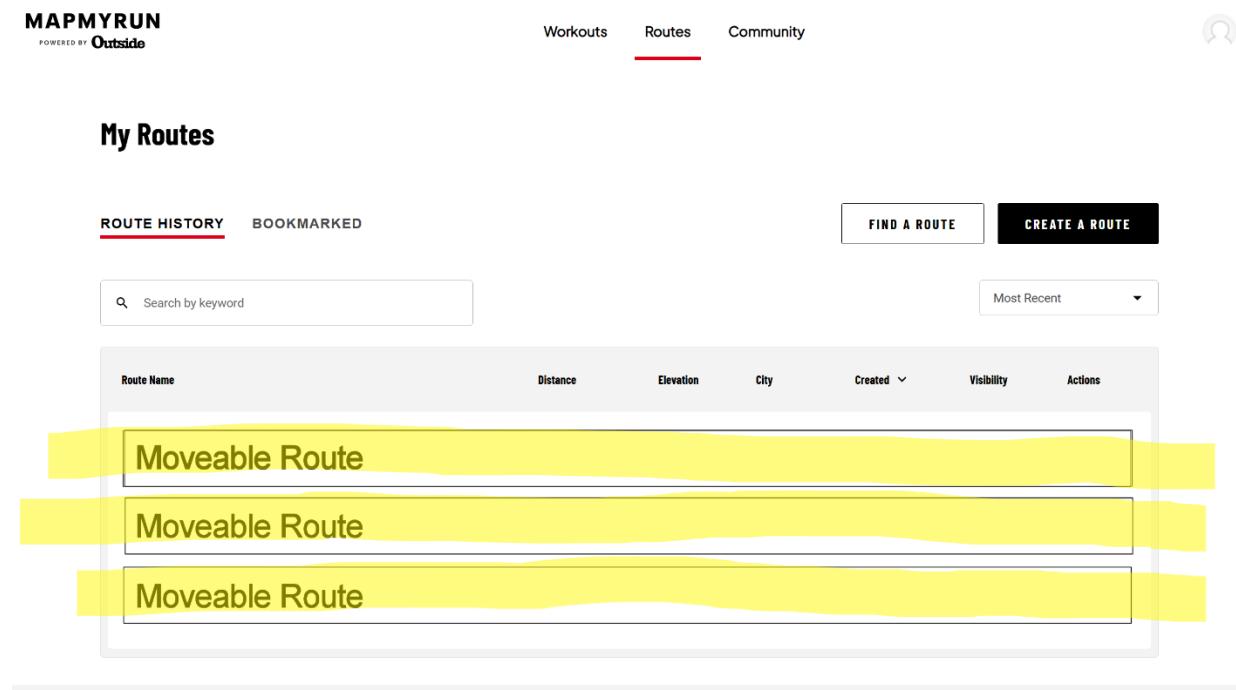 MAPMYRUN
POWERED BY Outside
Workouts Routes Community
My Routes
ROUTE HISTORY BOOKMARKED
FIND A ROUTE CREATE A ROUTE
Search by keyword
Most Recent
Route Name Distance Elevation City Created Visibility Actions
Moveable Route
Moveable Route
Moveable Route